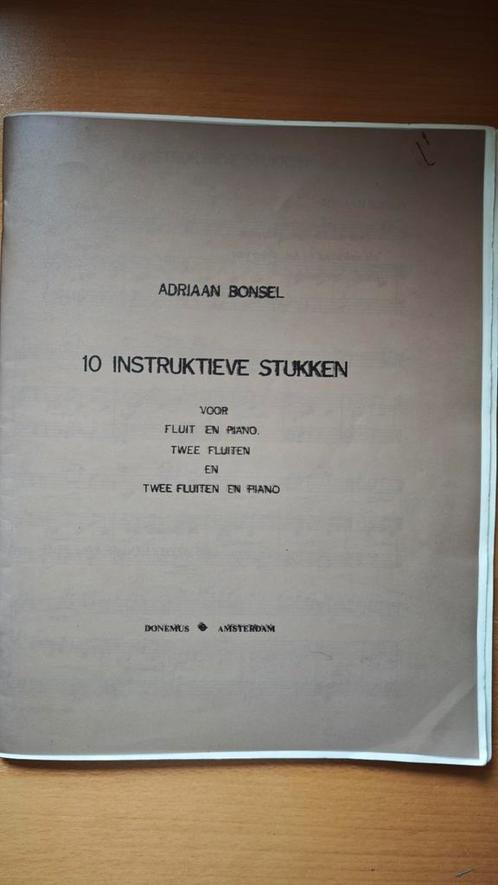 ADRIAAN BONSEL
10 INSTRUKTIEVE STUKKEN
VOOR
FLUIT EN PIANO.
TWEE FLUITEN
EN
TWEE FLUITEN EN PIANO
DONEMUS AMSTERDAM